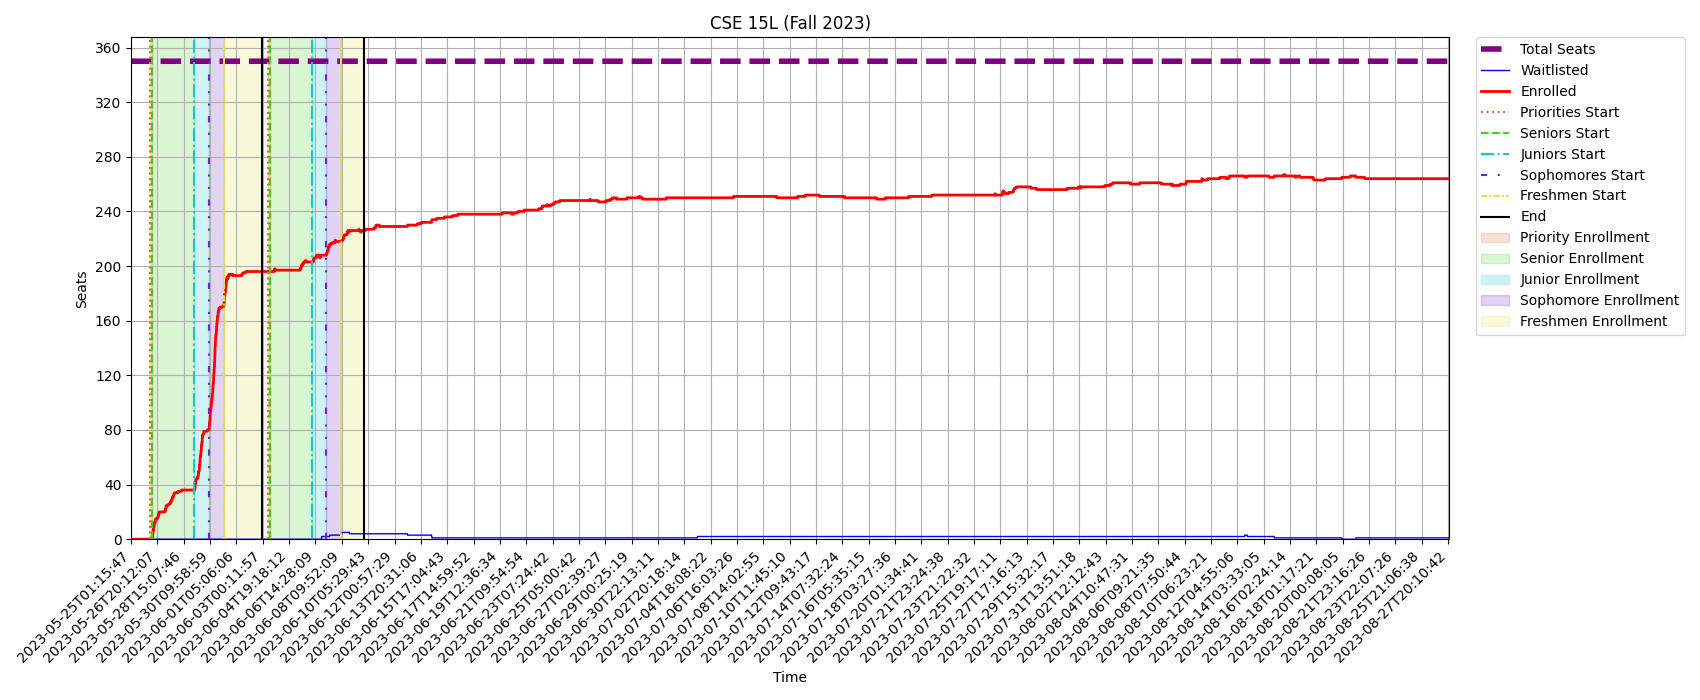 CSE 15L (Fall 2023)
360
320
280
240
200
160
120
80
40
0
Seats
2023-05-25T01:15:47
2023-05-26T20:12:07
2023-05-28T15:07:46
2023-05-30T09:58:59
2023-06-01T05:06:06
2023-06-03T00:11:57
2023-06-04T19:18:12
2023-06-06T14:28:09
2023-06-08T09:52:09
2023-06-10T05:29:43
2023-06-12T00:57:29
2023-06-13T20:31:06
2023-06-15T17:04:43
2023-06-17T14:59:52
2023-06-19T12:36:34
2023-06-21T09:54:54
2023-06-23T07:24:42
2023-06-25T05:00:42
2023-06-27T02:39:27
2023-06-29T00:25:19
2023-06-30T22:13:11
2023-07-02T20:18:14
2023-07-04T18:08:22
2023-07-06T16:03:26
2023-07-08T14:02:55
2023-07-10T11:45:10
2023-07-12T09:43:17
2023-07-14T07:32:24
2023-07-16T05:35:15
2023-07-18T03:27:36
2023-07-20T01:34:41
2023-07-21T23:24:38
2023-07-23T21:22:32
2023-07-25T19:17:11
2023-07-27T17:16:13
2023-07-29T15:32:17
2023-07-31T13:51:18
2023-08-02T12:12:43
2023-08-04T10:47:31
2023-08-06T09:21:35
2023-08-08T07:50:44
2023-08-10T06:23:21
2023-08-12T04:55:06
2023-08-14T03:33:05
2023-08-16T02:24:14
2023-08-18T01:17:21
2023-08-20T00:08:05
2023-08-21T23:16:26
2023-08-23T22:07:26
2023-08-25T21:06:38
2023-08-27T20:10:42
Time
Total Seats
Waitlisted
Enrolled
Priorities Start
Seniors Start
Juniors Start
Sophomores Start
Freshmen Start
End
Priority Enrollment
Senior Enrollment
Junior Enrollment
Sophomore Enrollment
Freshmen Enrollment